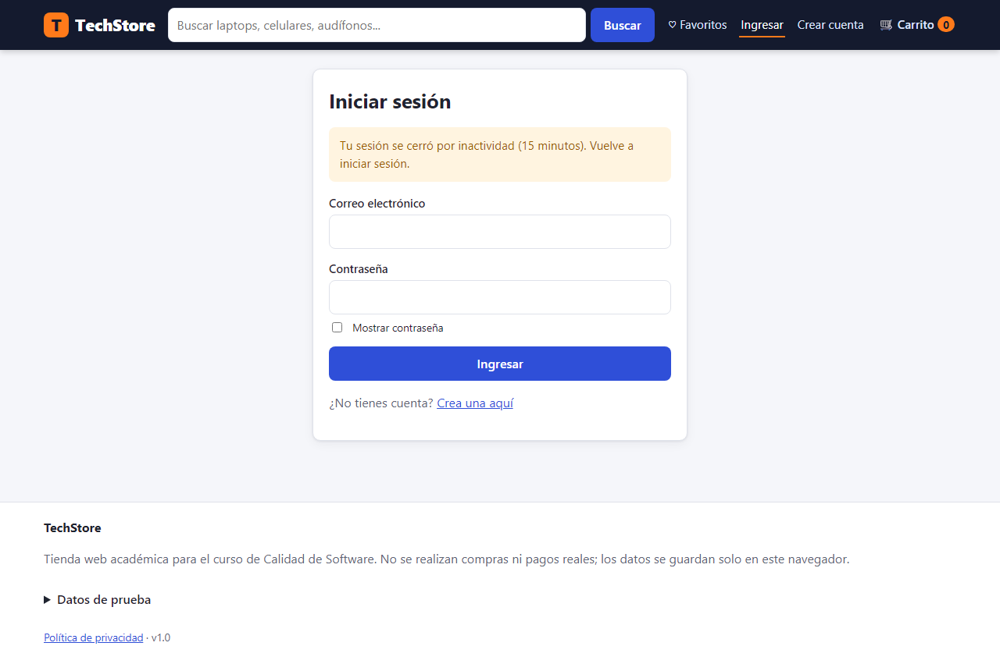 T TechStore
Buscar laptops, celulares, audífonos...
Buscar
♡ Favoritos
Ingresar
Crear cuenta
🛒 Carrito 0
Iniciar sesión
Tu sesión se cerró por inactividad (15 minutos). Vuelve a
iniciar sesión.
Correo electrónico
Contraseña
Mostrar contraseña
Ingresar
¿No tienes cuenta? Crea una aquí
TechStore
Tienda web académica para el curso de Calidad de Software. No se realizan compras ni pagos reales; los datos se guardan solo en este navegador.
▶ Datos de prueba
Política de privacidad · v1.0